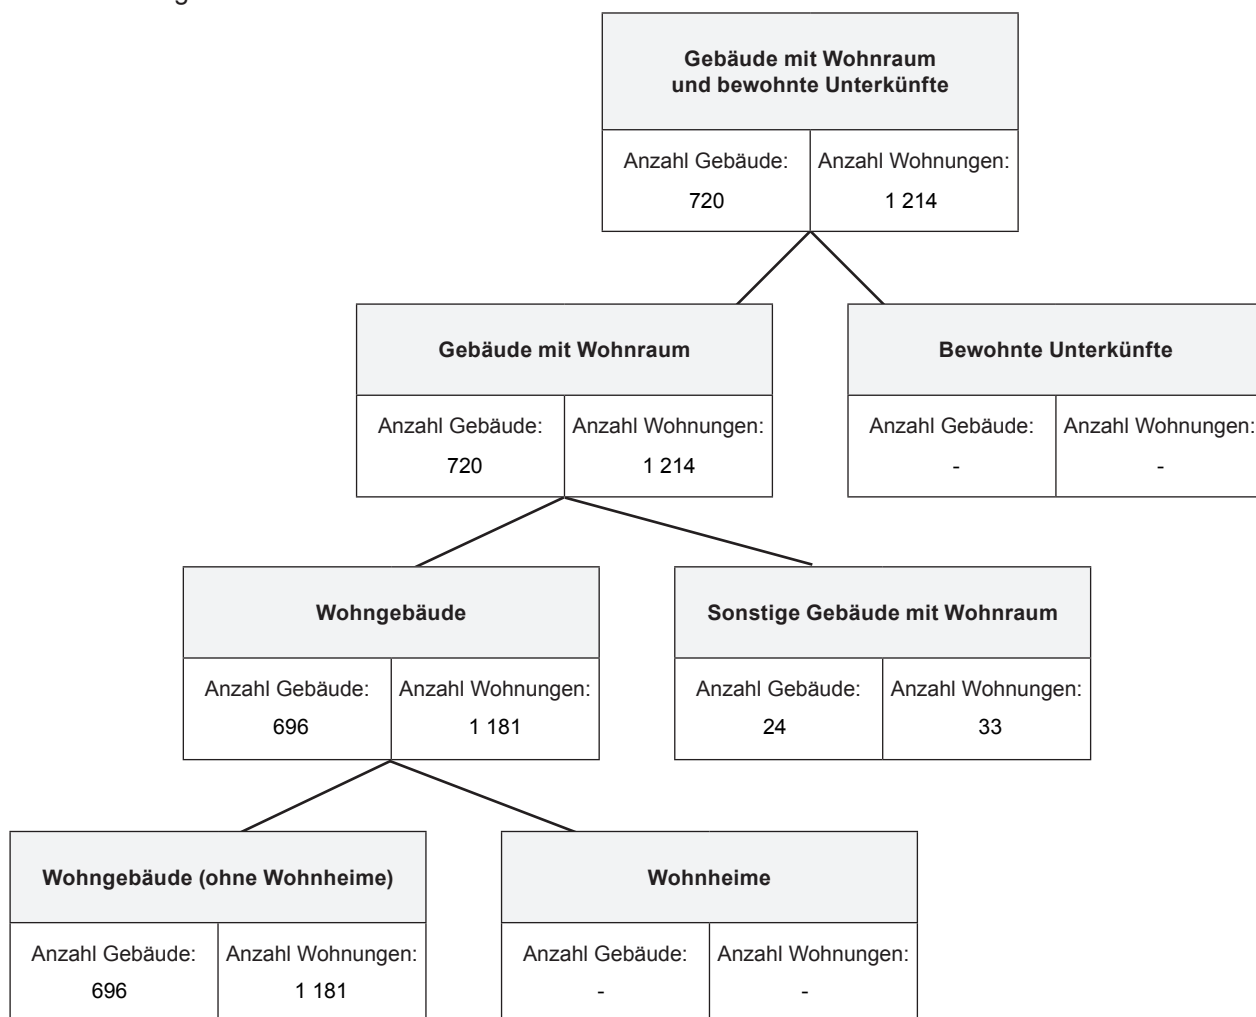 Gebäude mit Wohnraum
und bewohnte Unterkünfte
Anzahl Gebäude: Anzahl Wohnungen:
720 1 214
Gebäude mit Wohnraum Bewohnte Unterkünfte
Anzahl Gebäude: Anzahl Wohnungen: Anzahl Gebäude: Anzahl Wohnungen:
720 1 214 - -
Wohngebäude Sonstige Gebäude mit Wohnraum
Anzahl Gebäude: Anzahl Wohnungen: Anzahl Gebäude: Anzahl Wohnungen:
696 1 181 24 33
Wohngebäude (ohne Wohnheime) Wohnheime
Anzahl Gebäude: Anzahl Wohnungen: Anzahl Gebäude: Anzahl Wohnungen:
696 1 181 - -